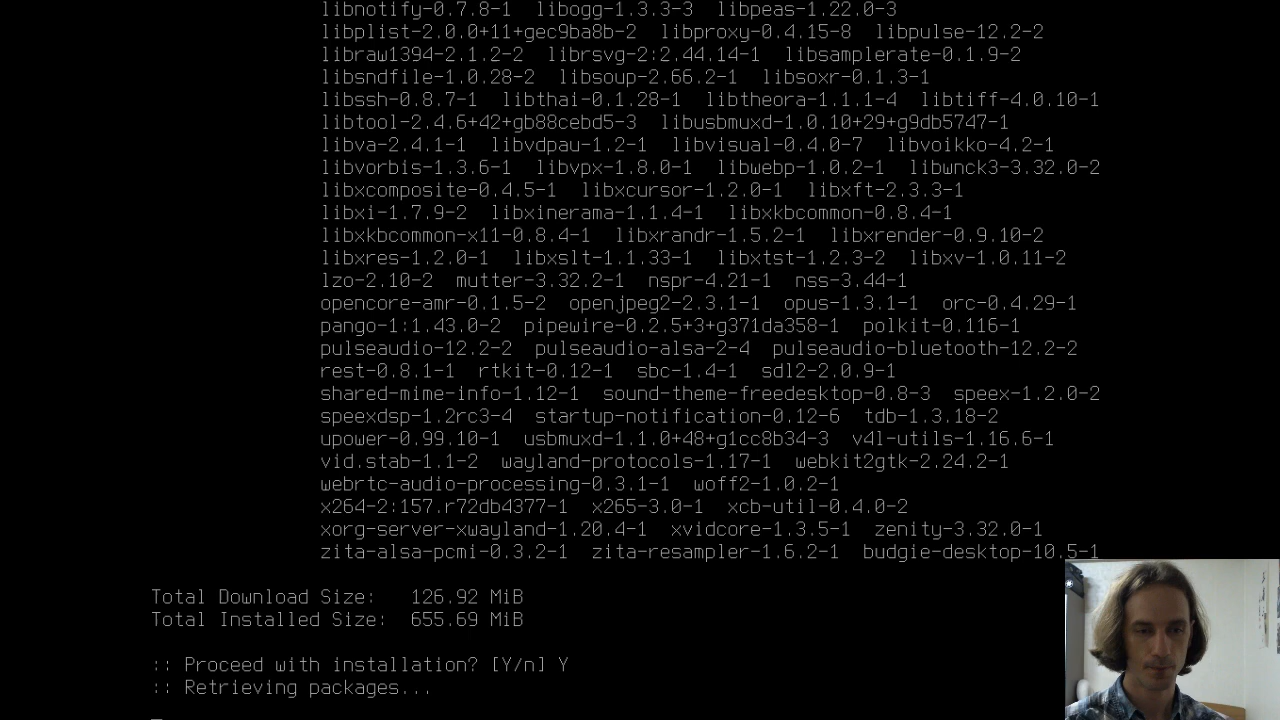 libnotify-0.7.8-1  libogg-1.3.3-3  libpeas-1.22.0-3
libplist-2.0.0+11+gec9ba8b-2  libproxy-0.4.15-8  libpulse-12.2-2
libraw1394-2.1.2-2  librsvg-2:2.44.14-1  libsamplerate-0.1.9-2
libsndfile-1.0.28-2  libsoup-2.66.2-1  libsoxr-0.1.3-1
libssh-0.8.7-1  libthai-0.1.28-1  libtheora-1.1.1-4  libtiff-4.0.10-1
libtool-2.4.6+42+gb88cebd5-3  libusbmuxd-1.0.10+29+g9db5747-1
libva-2.4.1-1  libvdpau-1.2-1  libvisual-0.4.0-7  libvoikko-4.2-1
libvorbis-1.3.6-1  libvpx-1.8.0-1  libwebp-1.0.2-1  libwnck3-3.32.0-2
libxcomposite-0.4.5-1  libxcursor-1.2.0-1  libxft-2.3.3-1
libxi-1.7.9-2  libxinerama-1.1.4-1  libxkbcommon-0.8.4-1
libxkbcommon-x11-0.8.4-1  libxrandr-1.5.2-1  libxrender-0.9.10-2
libxres-1.2.0-1  libxslt-1.1.33-1  libxtst-1.2.3-2  libxv-1.0.11-2
lzo-2.10-2  mutter-3.32.2-1  nspr-4.21-1  nss-3.44-1
opencore-amr-0.1.5-2  openjpeg2-2.3.1-1  opus-1.3.1-1  orc-0.4.29-1
pango-1:1.43.0-2  pipewire-0.2.5+3+g371da358-1  polkit-0.116-1
pulseaudio-12.2-2  pulseaudio-alsa-2-4  pulseaudio-bluetooth-12.2-2
rest-0.8.1-1  rtkit-0.12-1  sbc-1.4-1  sdl2-2.0.9-1
shared-mime-info-1.12-1  sound-theme-freedesktop-0.8-3  speex-1.2.0-2
speexdsp-1.2rc3-4  startup-notification-0.12-6  tdb-1.3.18-2
upower-0.99.10-1  usbmuxd-1.1.0+48+g1cc8b34-3  v4l-utils-1.16.6-1
vid.stab-1.1-2  wayland-protocols-1.17-1  webkit2gtk-2.24.2-1
webrtc-audio-processing-0.3.1-1  woff2-1.0.2-1
x264-2:157.r72db4377-1  x265-3.0-1  xcb-util-0.4.0-2
xorg-server-xwayland-1.20.4-1  xvidcore-1.3.5-1  zenity-3.32.0-1
zita-alsa-pcmi-0.3.2-1  zita-resampler-1.6.2-1  budgie-desktop-10.5-1
Total Download Size:   126.92 MiB
Total Installed Size:  655.69 MiB
:: Proceed with installation? [Y/n] Y
:: Retrieving packages...